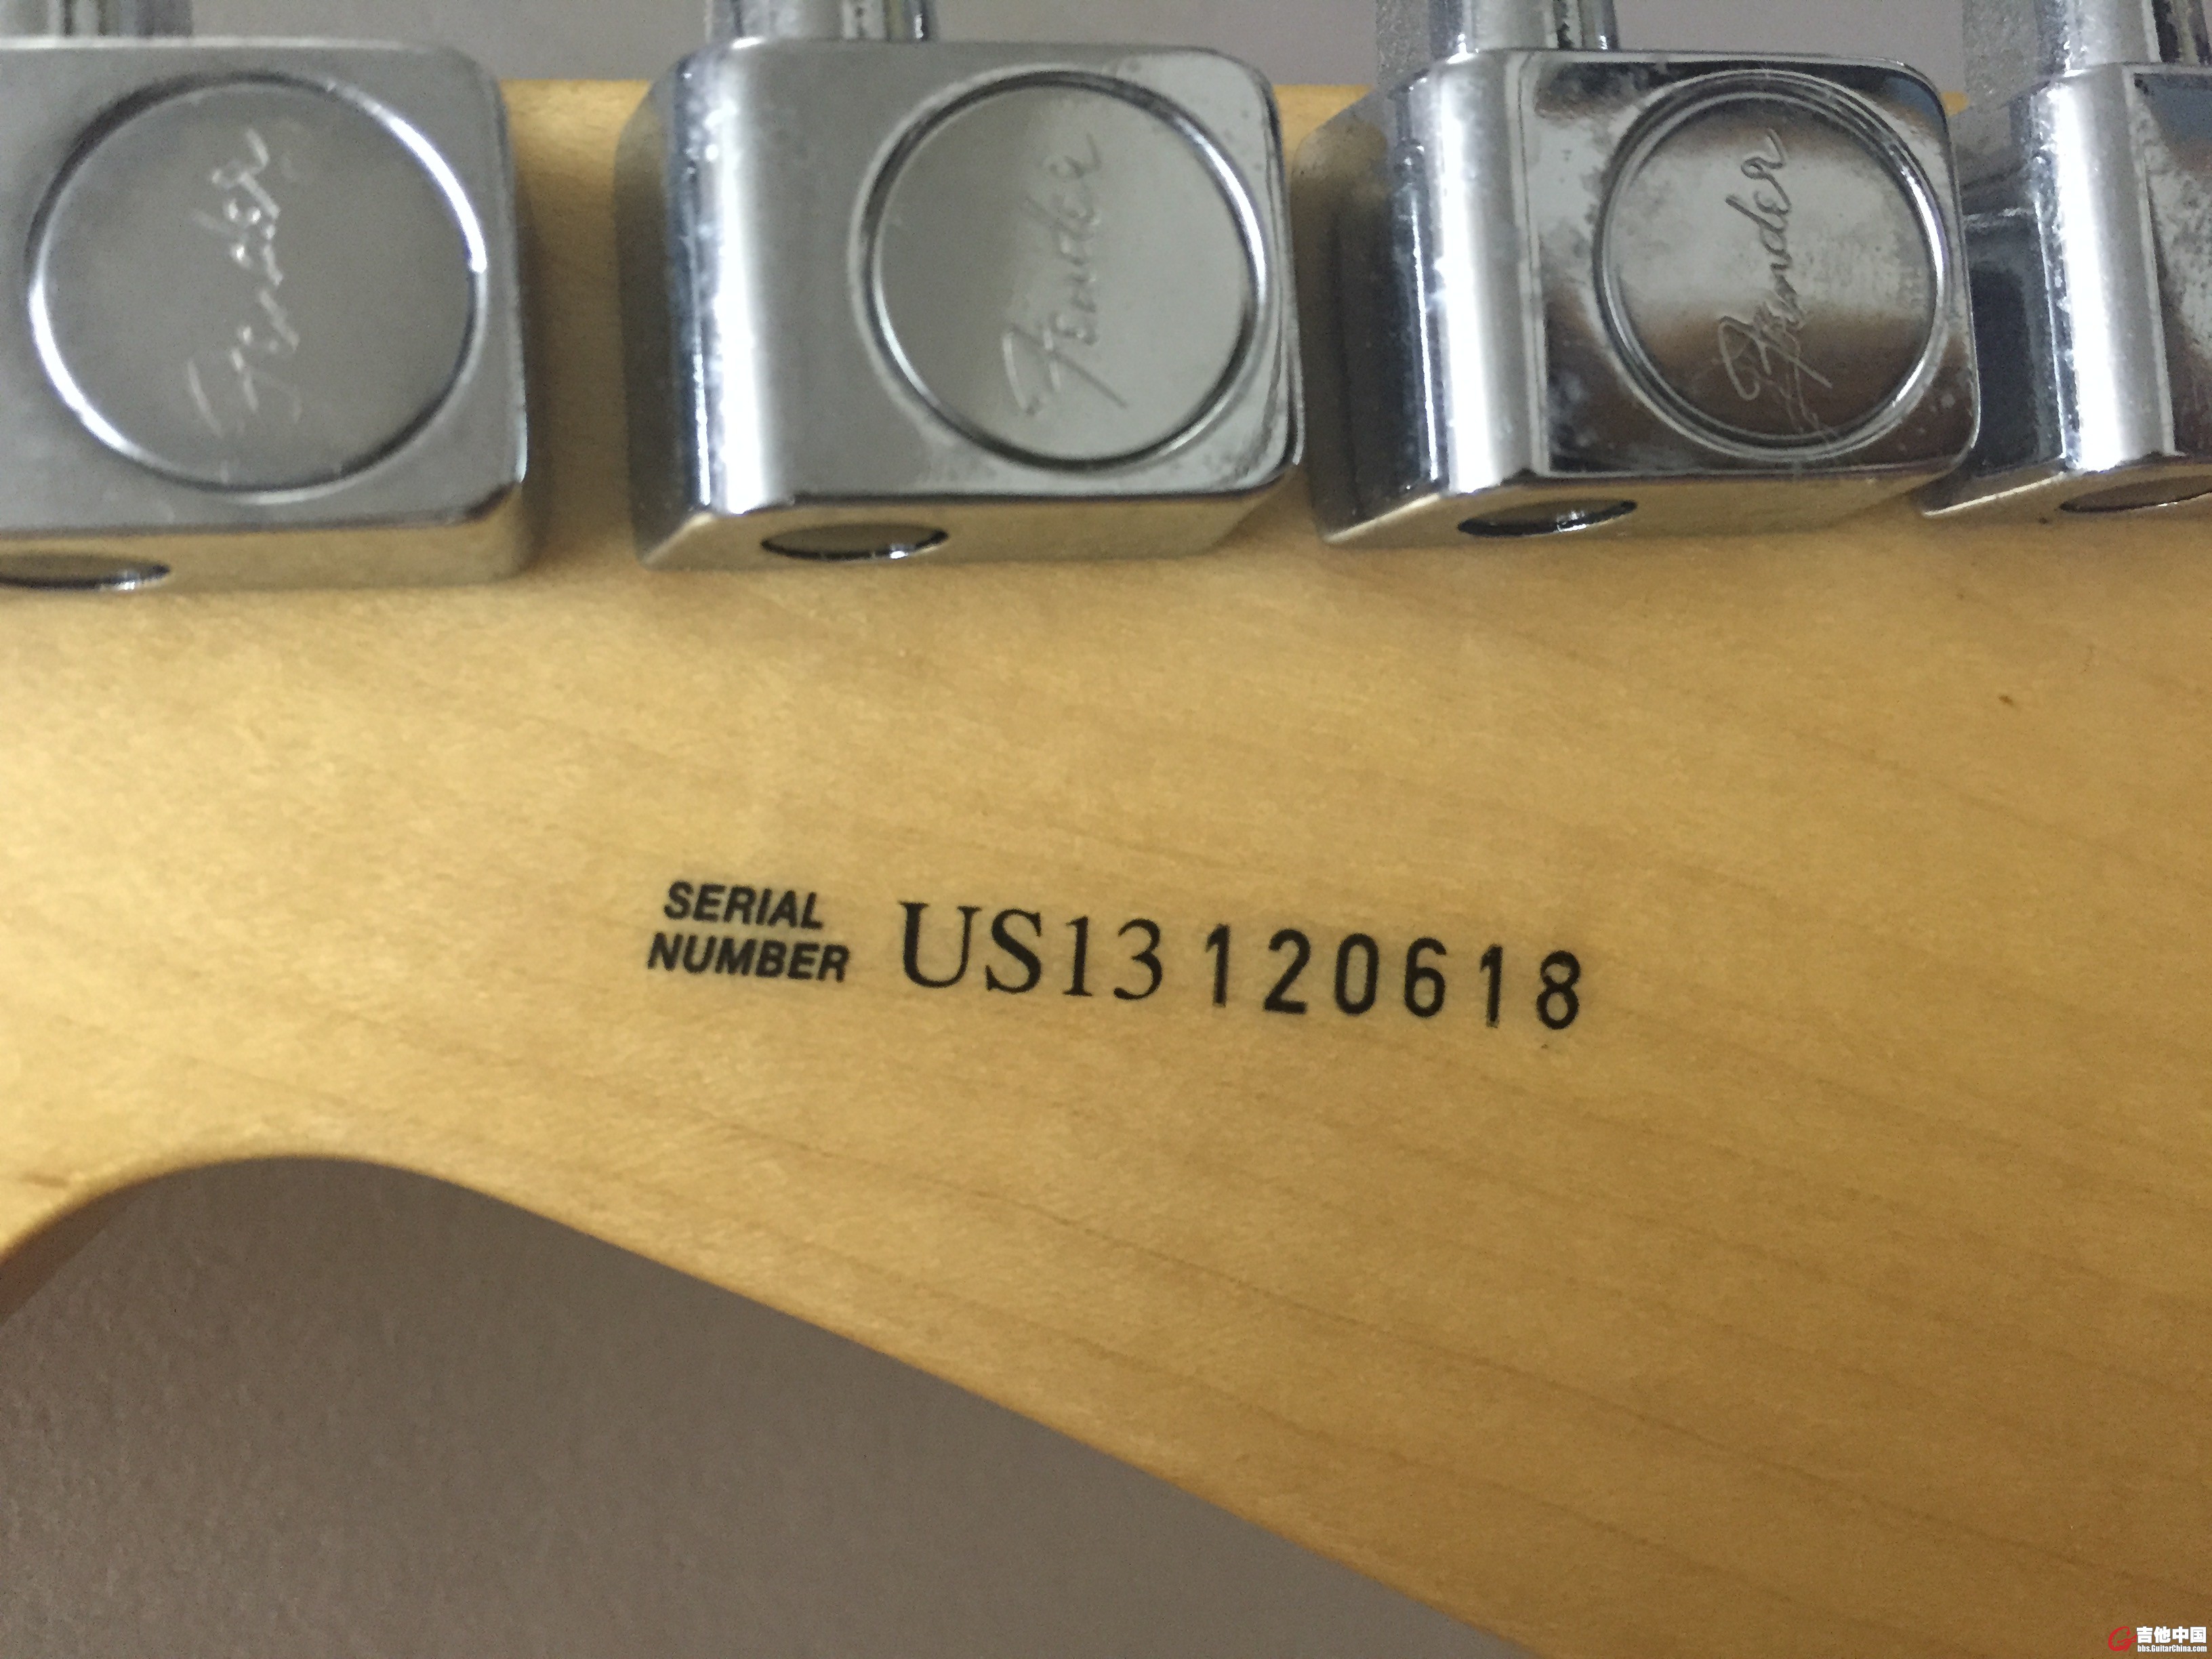 Fender
Fender
Fender
SERIAL
NUMBER
US13120618
吉他中国
bbs.GuitarChina.com